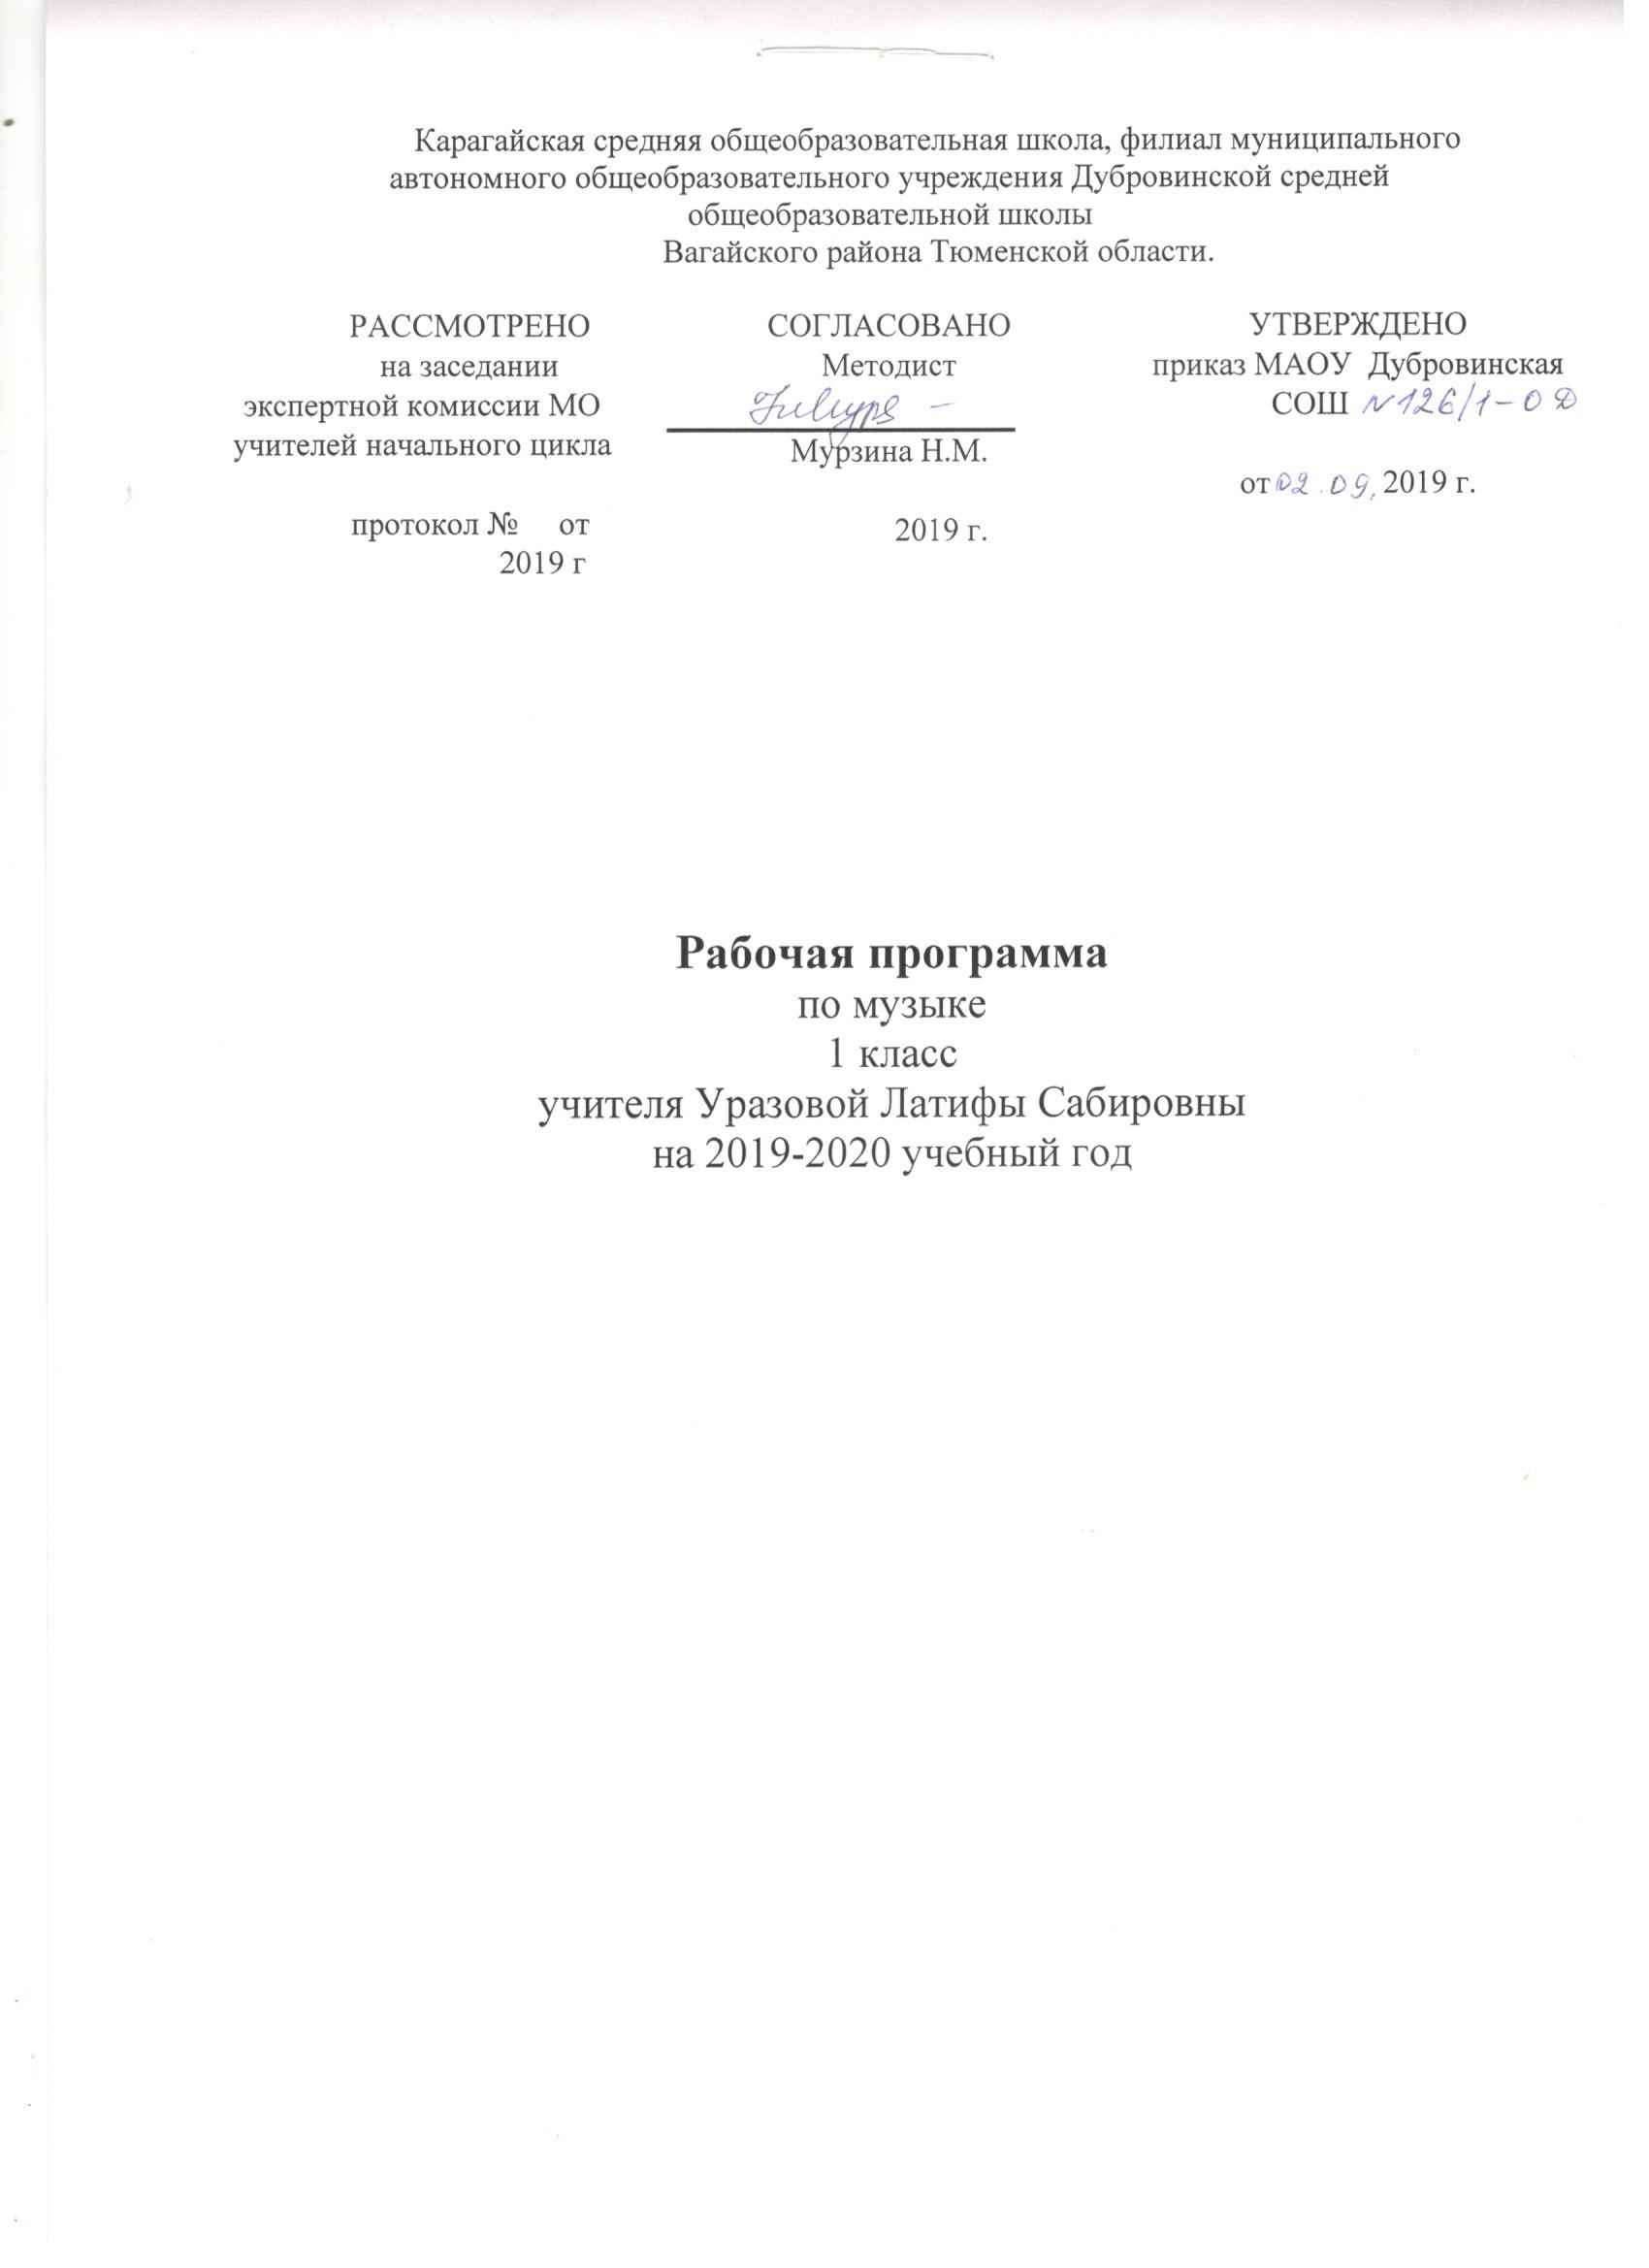 Карагайская средняя общеобразовательная школа, филиал муниципального
автономного общеобразовательного учреждения Дубровинской средней
общеобразовательной школы
Вагайского района Тюменской области.
РАССМОТРЕНО
на заседании
экспертной комиссии МО
учителей начального цикла
протокол № от
2019 г
СОГЛАСОВАНО
Методист
Мурзина Н.М.
2019 г.
УТВЕРЖДЕНО
приказ МАОУ Дубровинская
СОШ №126/1-ОД
от 02.09. 2019 г.
Рабочая программа
по музыке
1 класс
учителя Уразовой Латифы Сабировны
на 2019-2020 учебный год